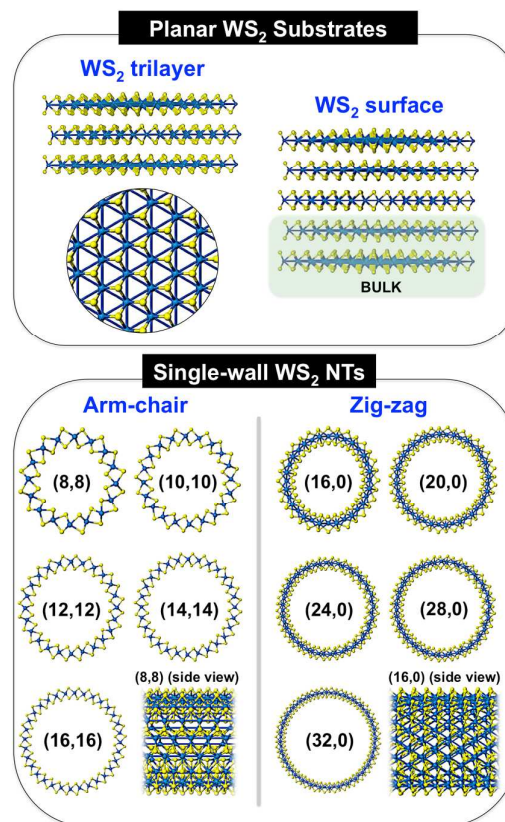 Planar WS₂ Substrates
WS₂ trilayer
WS₂ surface
BULK
Single-wall WS₂ NTs
Arm-chair
Zig-zag
(8,8)
(10,10)
(16,0)
(20,0)
(12,12)
(14,14)
(24,0)
(28,0)
(8,8) (side view)
(16,0) (side view)
(16,16)
(32,0)